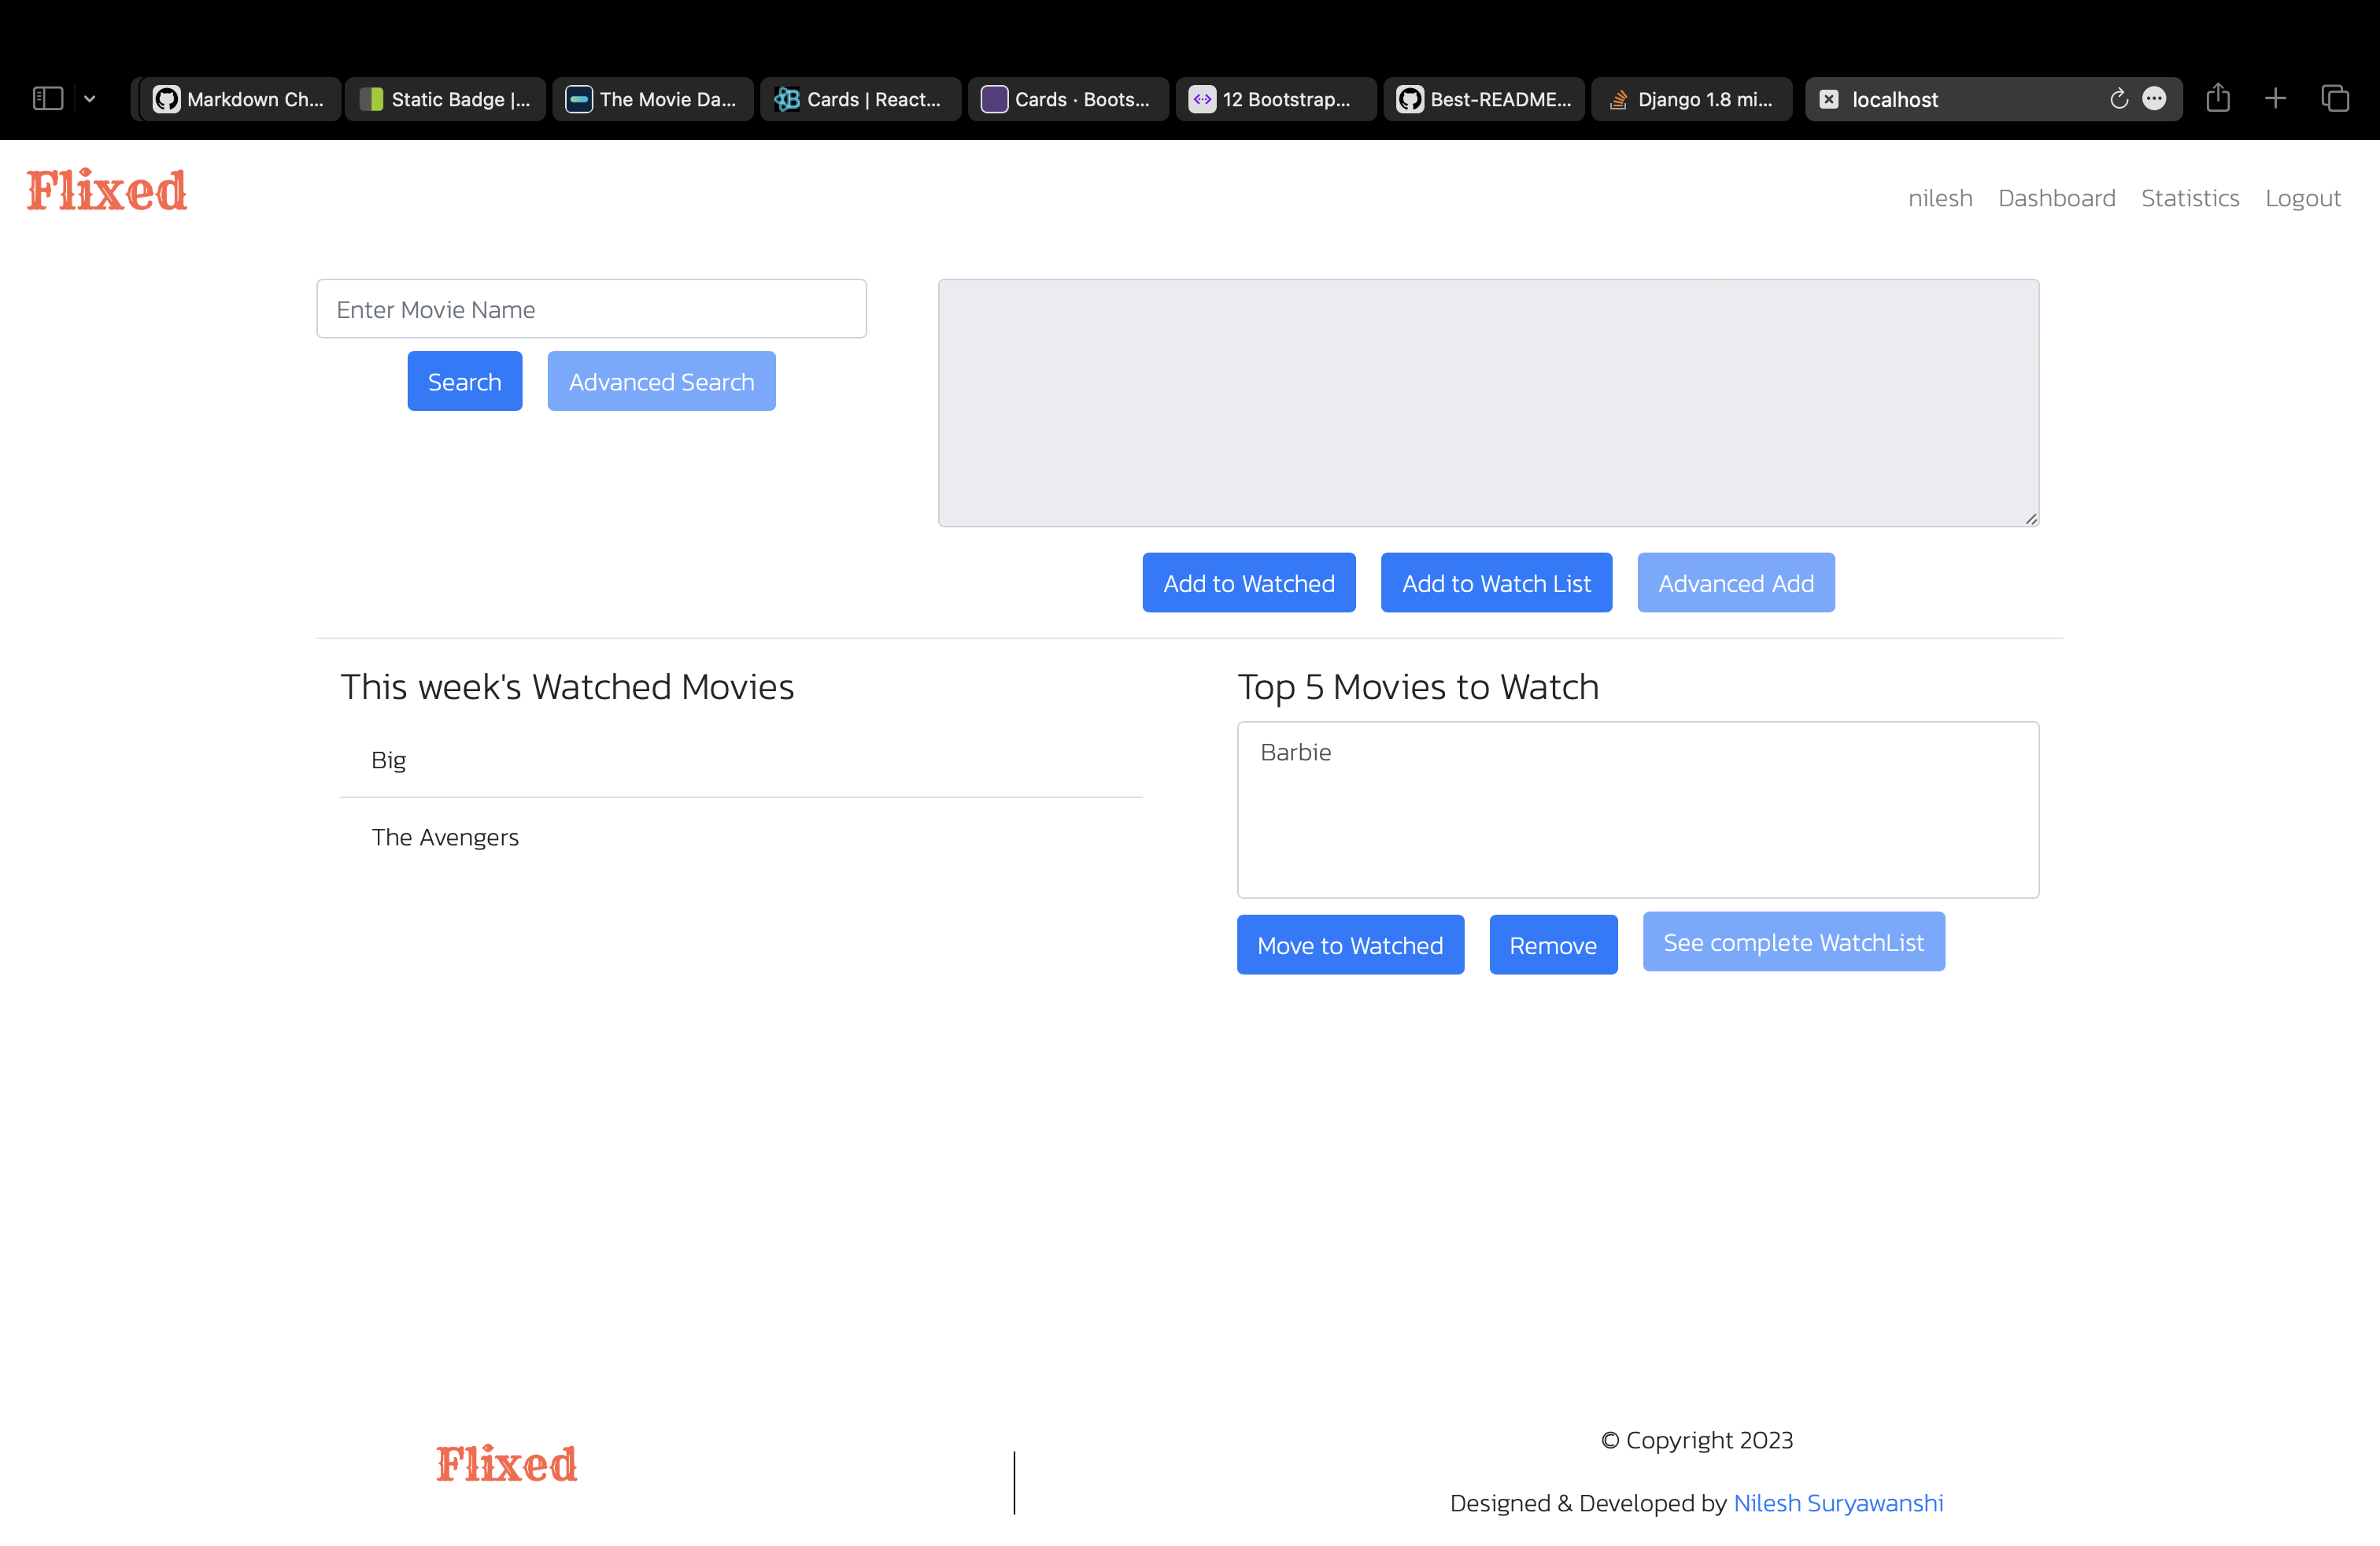 Markdown Ch...
Static Badge |...
The Movie Da...
Cards | React...
Cards · Boots...
12 Bootstrap...
Best-README...
Django 1.8 mi...
localhost
Flixed
nilesh Dashboard Statistics Logout
Enter Movie Name
Search Advanced Search
Add to Watched Add to Watch List Advanced Add
This week's Watched Movies
Big
The Avengers
Top 5 Movies to Watch
Barbie
Move to Watched Remove See complete WatchList
Flixed
© Copyright 2023
Designed & Developed by Nilesh Suryawanshi